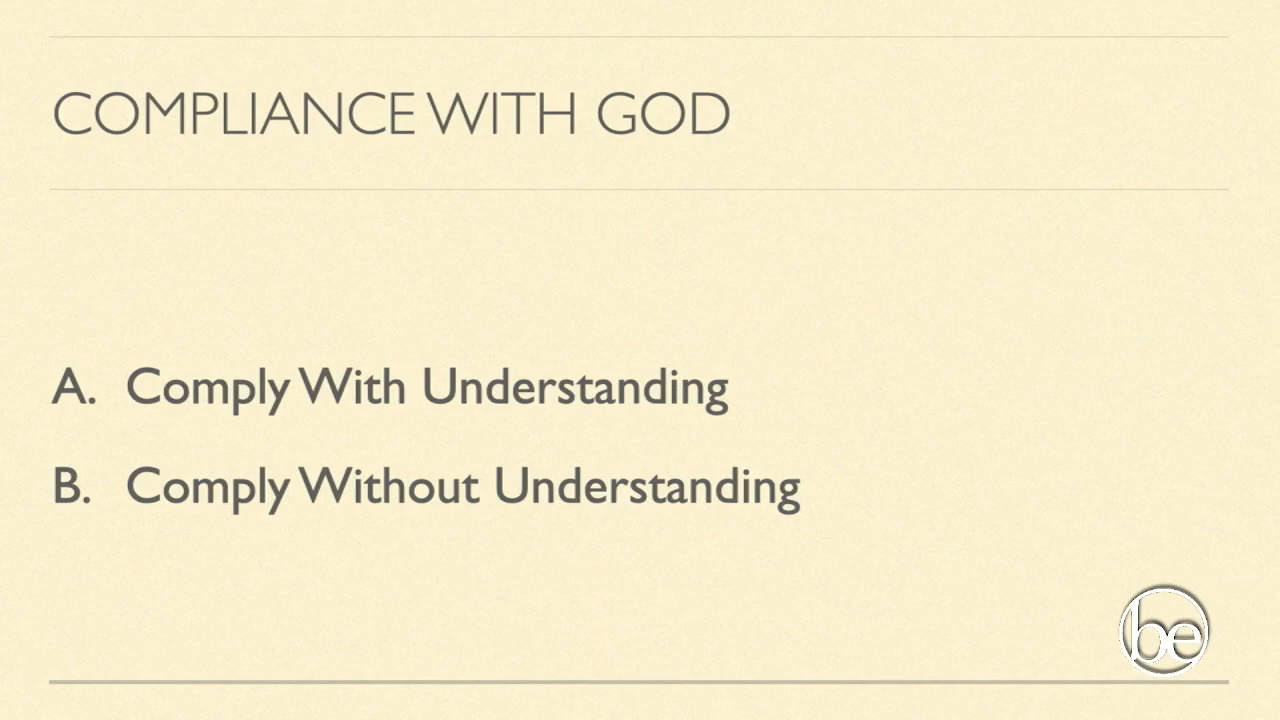 COMPLIANCE WITH GOD
A. Comply With Understanding
B. Comply Without Understanding
be